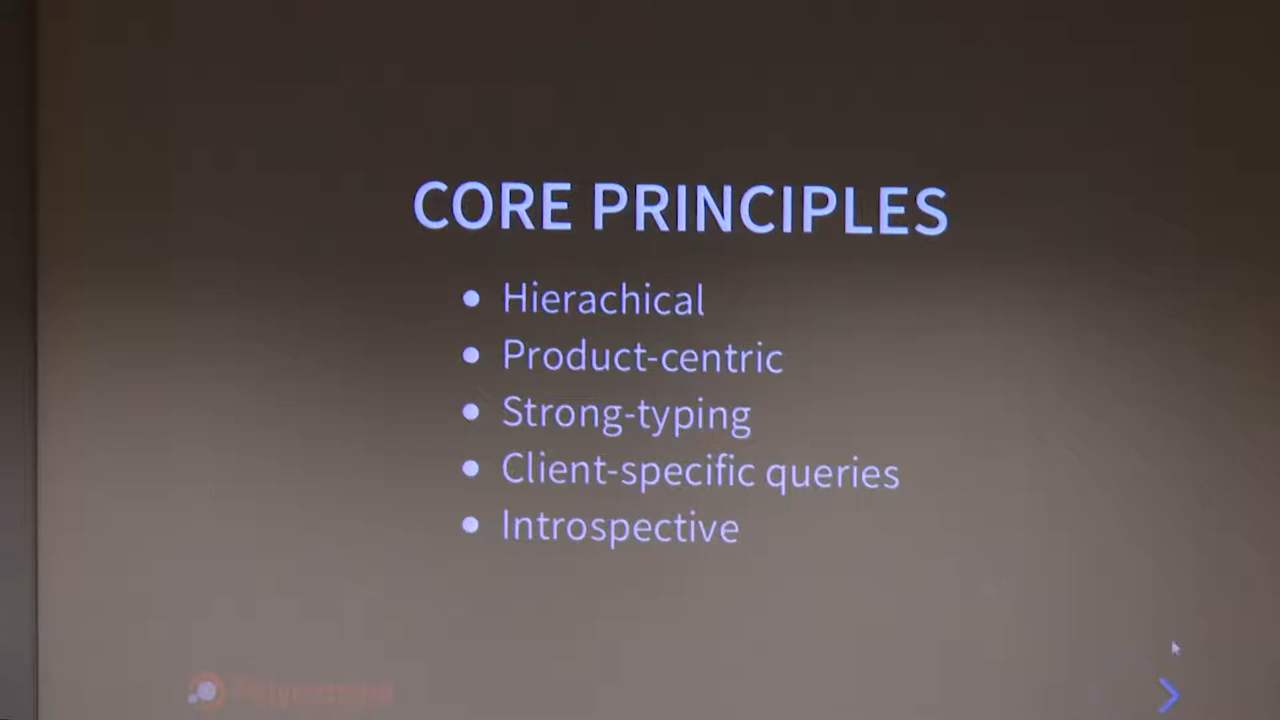 CORE PRINCIPLES
Hierachical
Product-centric
Strong-typing
Client-specific queries
Introspective